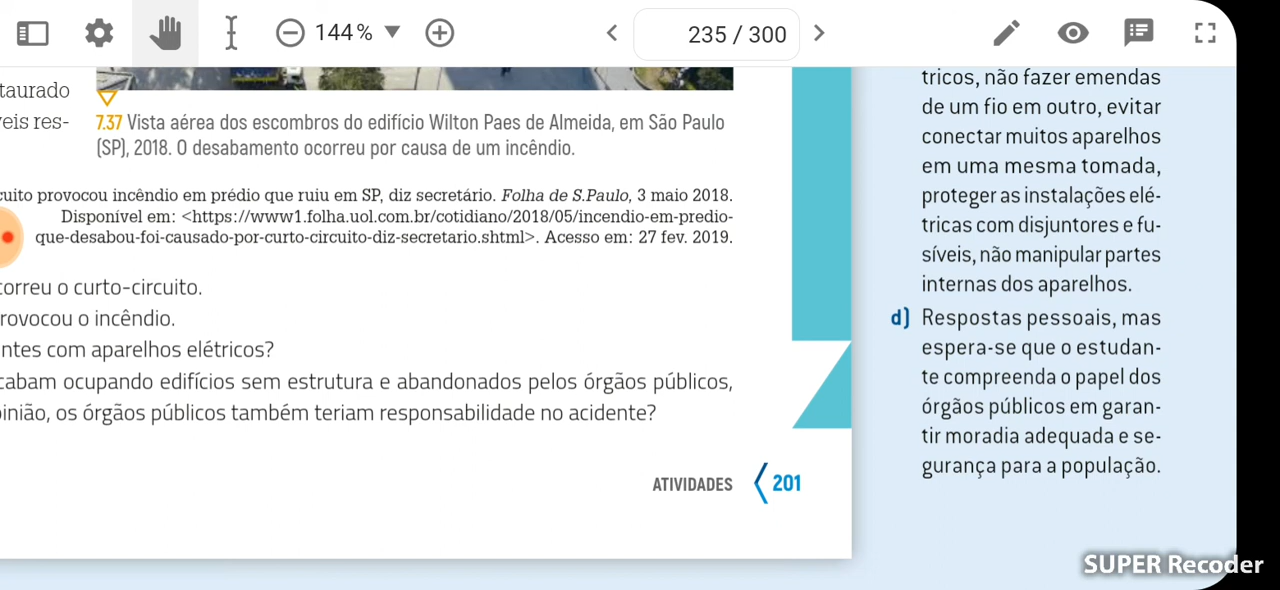 144%
235 / 300
taurado
eis res-
7.37 Vista aérea dos escombros do edifício Wilton Paes de Almeida, em São Paulo
(SP), 2018. O desabamento ocorreu por causa de um incêndio.
cuito provocou incêndio em prédio que ruiu em SP, diz secretário. Folha de S.Paulo, 3 maio 2018.
Disponível em: <https://www1.folha.uol.com.br/cotidiano/2018/05/incendio-em-predio-
que-desabou-foi-causado-por-curto-circuito-diz-secretario.shtml>. Acesso em: 27 fev. 2019.
correu o curto-circuito.
rovocou o incêndio.
ntes com aparelhos elétricos?
cabam ocupando edifícios sem estrutura e abandonados pelos órgãos públicos,
inião, os órgãos públicos também teriam responsabilidade no acidente?
ATIVIDADES 201
tricos, não fazer emendas
de um fio em outro, evitar
conectar muitos aparelhos
em uma mesma tomada,
proteger as instalações elé-
tricas com disjuntores e fu-
síveis, não manipular partes
internas dos aparelhos.
d) Respostas pessoais, mas
espera-se que o estudan-
te compreenda o papel dos
órgãos públicos em garan-
tir moradia adequada e se-
gurança para a população.
SUPER Recoder